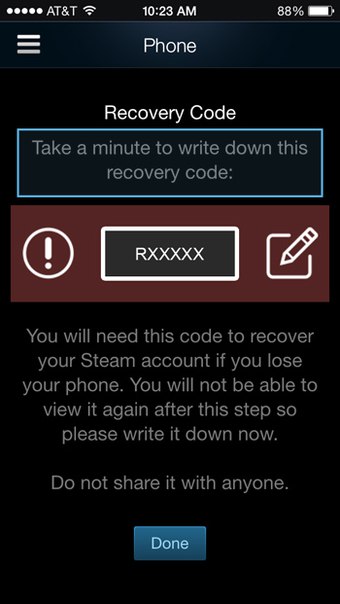 AT&T 10:23 AM 88%
Phone
Recovery Code
Take a minute to write down this
recovery code:
RXXXXX
You will need this code to recover
your Steam account if you lose
your phone. You will not be able to
view it again after this step so
please write it down now.
Do not share it with anyone.
Done